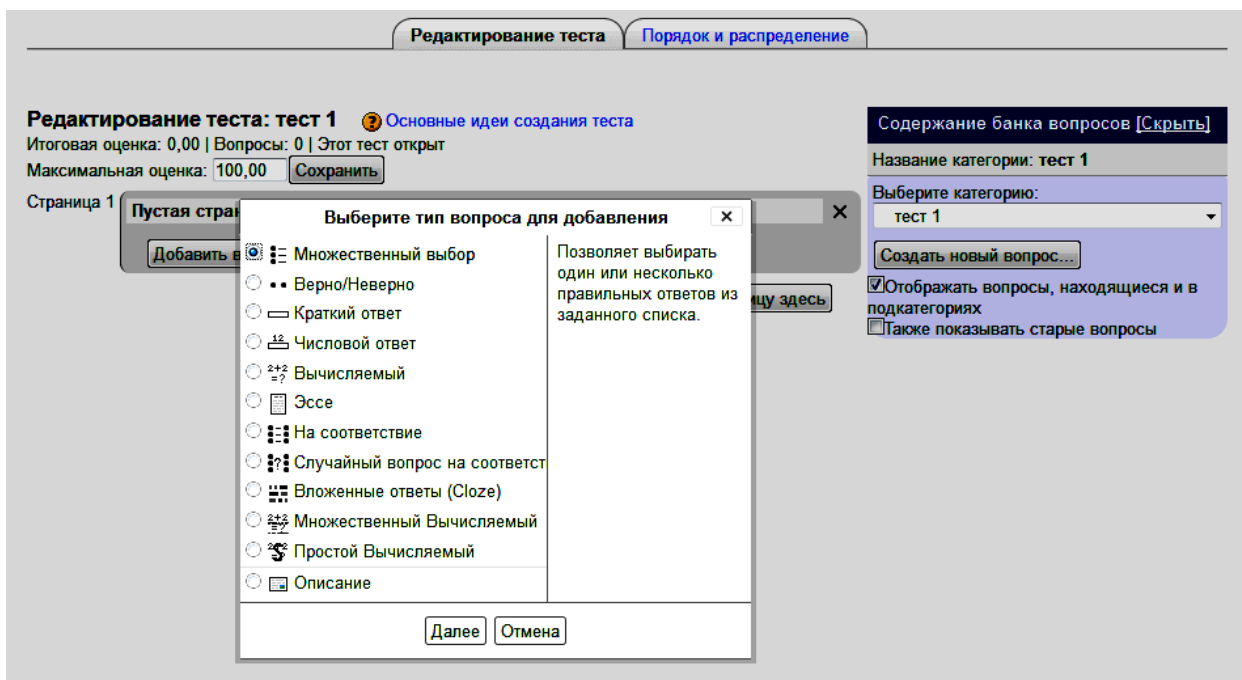 Редактирование теста
Порядок и распределение
Редактирование теста: тест 1
Основные идеи создания теста
Итоговая оценка: 0,00 | Вопросы: 0 | Этот тест открыт
Максимальная оценка: 100,00 Сохранить
Страница 1
Пустая
Добавить
Выберите тип вопроса для добавления
Множественный выбор
Верно/Неверно
Краткий ответ
12 Числовой ответ
2+2 =? Вычисляемый
Эссе
На соответствие
Случайный вопрос на
Вложенные ответы (Cloze)
Множественный Вычисляемый
Простой Вычисляемый
Описание
Позволяет выбирать
один или несколько
правильных ответов из
заданного списка.
Далее Отмена
здесь
Содержание банка вопросов [Скрыть]
Название категории: тест 1
Выберите категорию:
тест 1
Создать новый вопрос...
Отображать вопросы, находящиеся и в
подкатегориях
Также показывать старые вопросы